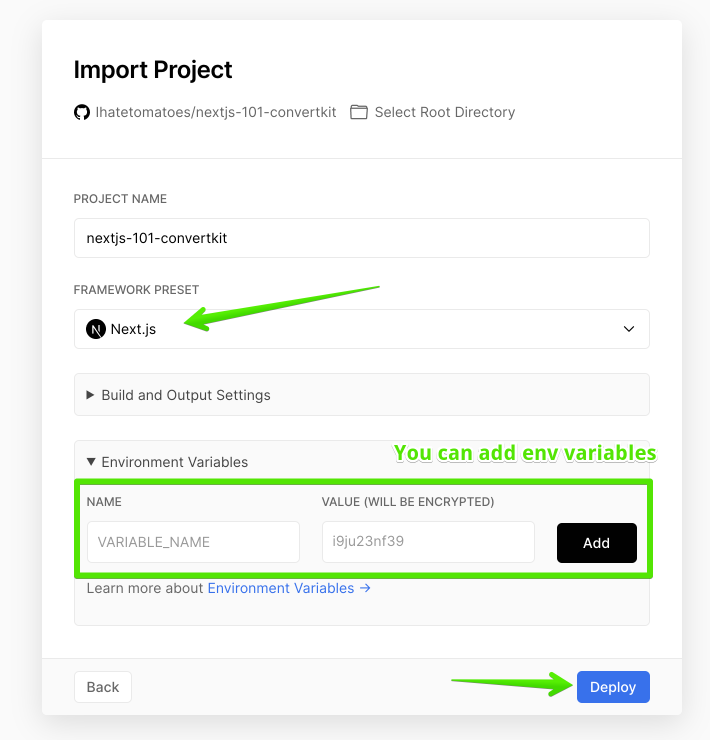 Import Project
lhatetomatoes/nextjs-101-convertkit Select Root Directory
PROJECT NAME
nextjs-101-convertkit
FRAMEWORK PRESET
N Next.js
Build and Output Settings
You can add env variables
Environment Variables
NAME VALUE (WILL BE ENCRYPTED)
VARIABLE_NAME i9ju23nf39 Add
Learn more about Environment Variables →
Back Deploy